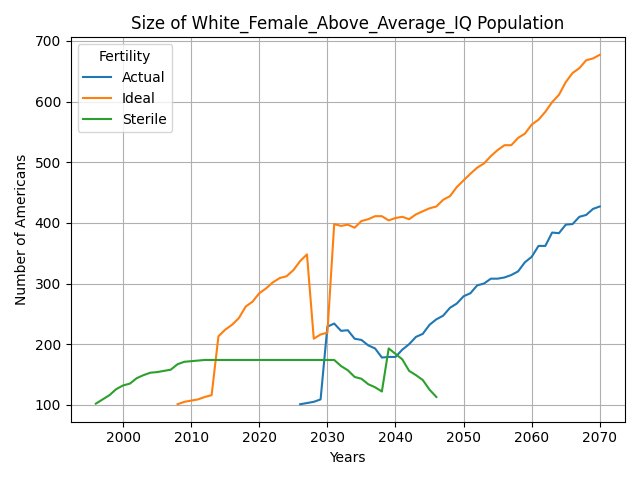 Size of White_Female_Above_Average_IQ Population
Number of Americans
700
600
500
400
300
200
100
Fertility
Actual
Ideal
Sterile
2000
2010
2020
2030
2040
2050
2060
2070
Years